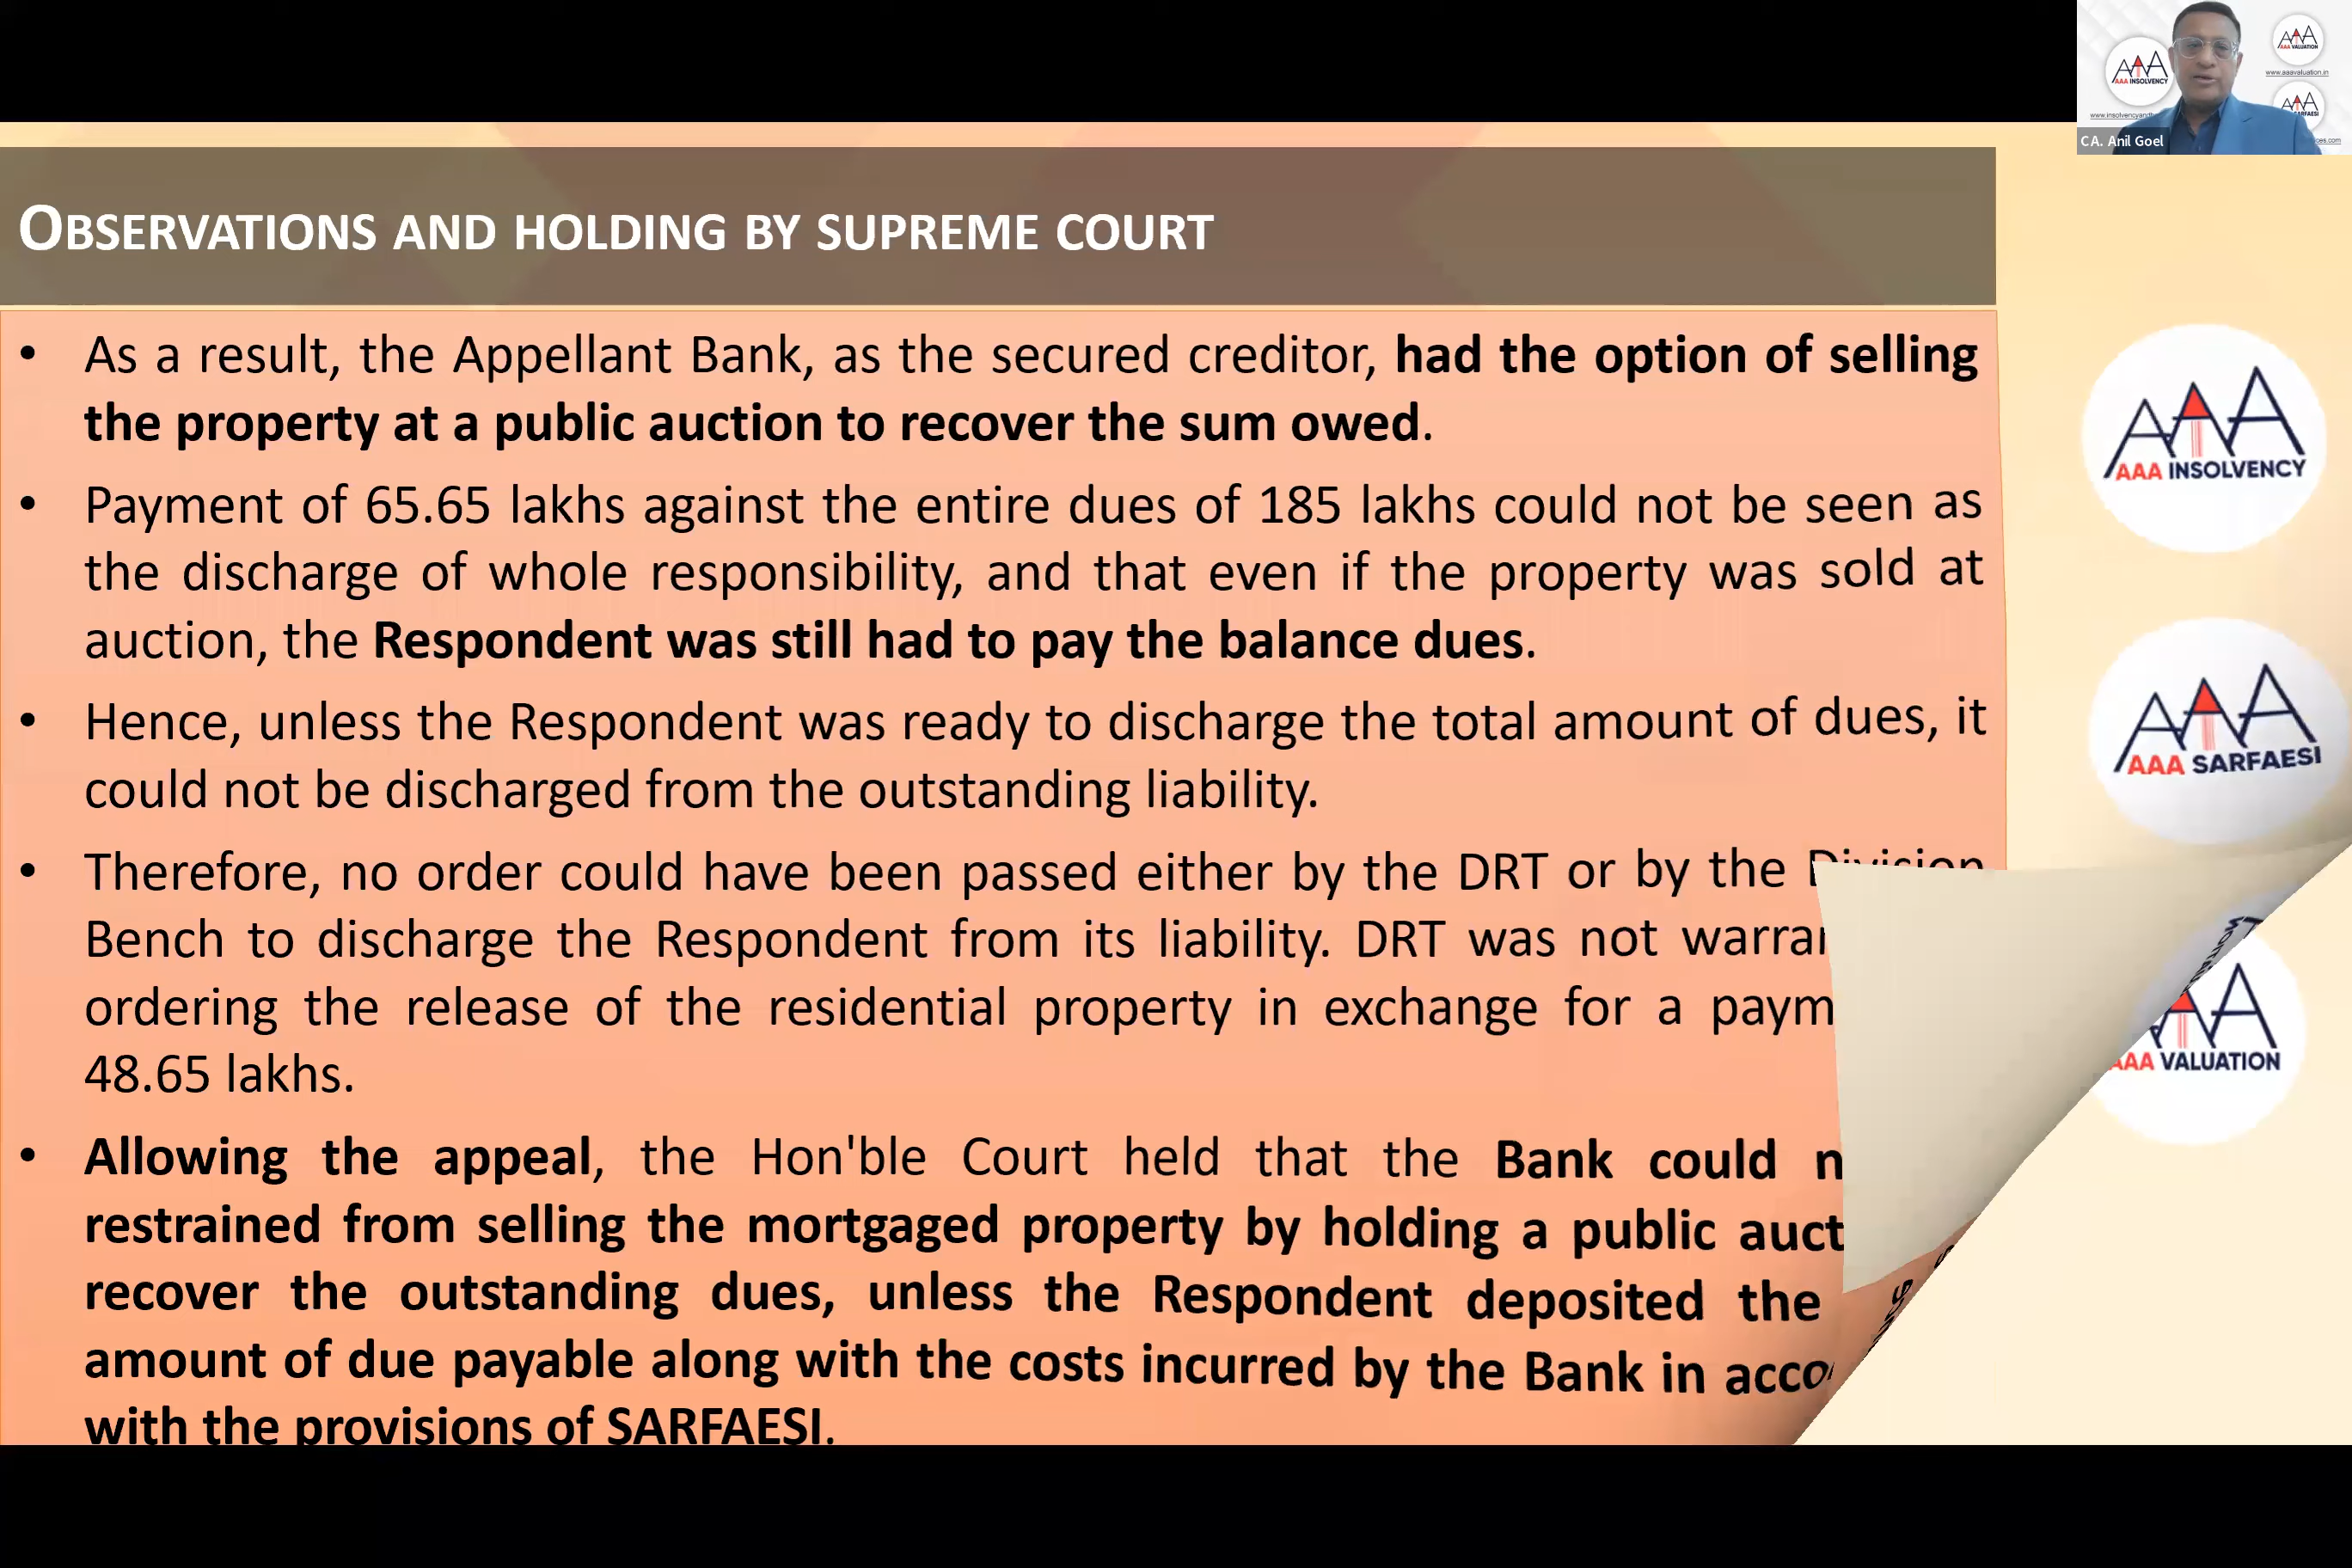 AAA INSOLVENCY
AAA VALUATION
www.aaavaluation.in
CA. Anil Goel
OBSERVATIONS AND HOLDING BY SUPREME COURT
• As a result, the Appellant Bank, as the secured creditor, had the option of selling
the property at a public auction to recover the sum owed.
• Payment of 65.65 lakhs against the entire dues of 185 lakhs could not be seen as
the discharge of whole responsibility, and that even if the property was sold at
auction, the Respondent was still had to pay the balance dues.
• Hence, unless the Respondent was ready to discharge the total amount of dues, it
could not be discharged from the outstanding liability.
• Therefore, no order could have been passed either by the DRT or by the Division
Bench to discharge the Respondent from its liability. DRT was not
ordering the release of the residential property in exchange for a
48.65 lakhs.
• Allowing the appeal, the Hon'ble Court held that the Bank could
restrained from selling the mortgaged property by holding a public
recover the outstanding dues, unless the Respondent deposited the
amount of due payable along with the costs incurred by the Bank in
with the provisions of SARFAESI.
AAA INSOLVENCY
AAA SARFAESI
AAA VALUATION